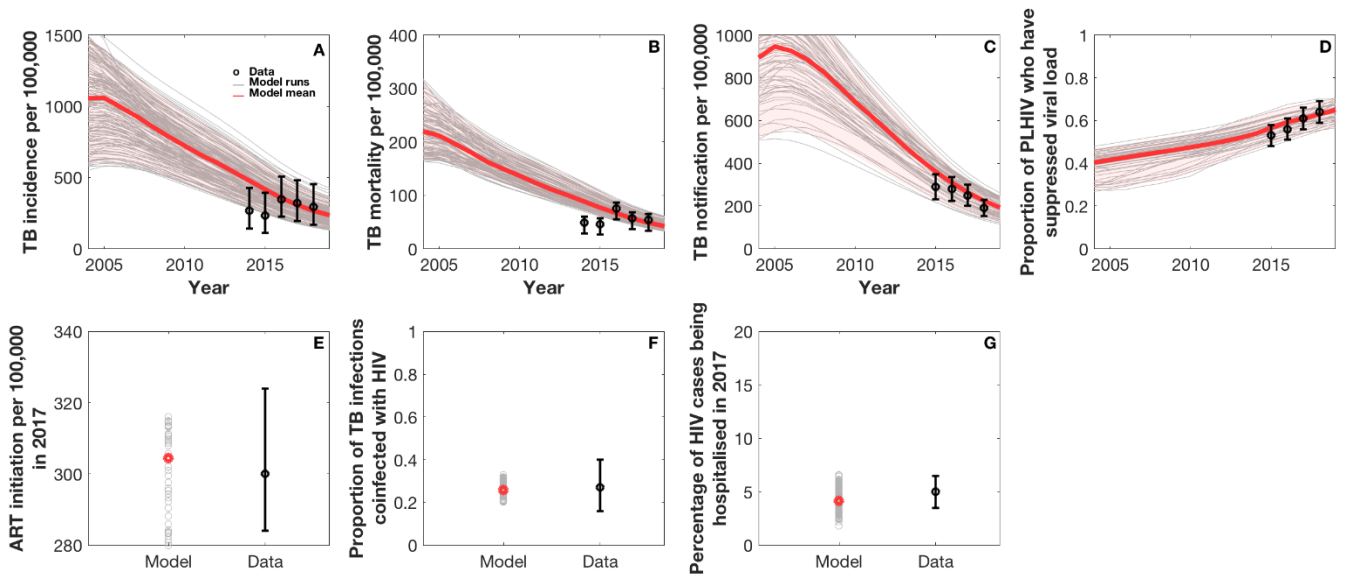 TB incidence per 100,000
1500
1000
500
0
2005
2010
2015
Year
A
Data
Model runs
Model mean
TB mortality per 100,000
400
300
200
100
0
2005
2010
2015
Year
B
TB notification per 100,000
1000
800
600
400
200
0
2005
2010
2015
Year
C
Proportion of PLHIV who have
suppressed viral load
1
0.8
0.6
0.4
0.2
0
2005
2010
2015
D
ART initiation per 100,000
in 2017
340
320
300
280
Model
Data
E
Proportion of TB infections
coinfected with HIV
1
0.8
0.6
0.4
0.2
0
Model
Data
F
Percentage of HIV cases being
hospitalised in 2017
20
15
10
5
0
Model
Data
G